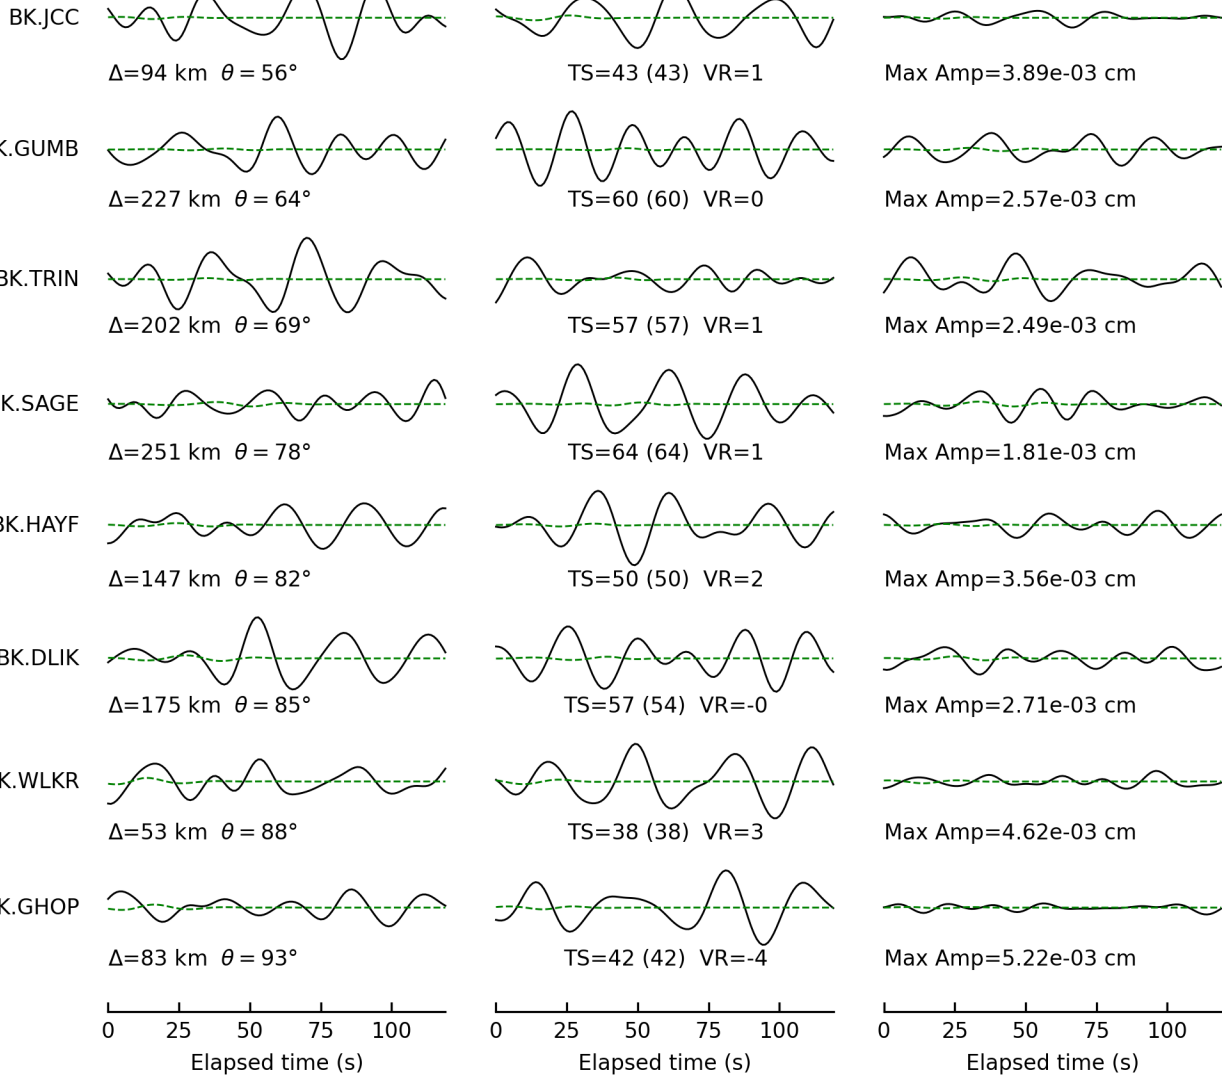 BK.JCC
Δ=94 km θ = 56° TS=43 (43) VR=1 Max Amp=3.89e-03 cm
K.GUMB
Δ=227 km θ = 64° TS=60 (60) VR=0 Max Amp=2.57e-03 cm
BK.TRIN
Δ=202 km θ = 69° TS=57 (57) VR=1 Max Amp=2.49e-03 cm
K.SAGE
Δ=251 km θ = 78° TS=64 (64) VR=1 Max Amp=1.81e-03 cm
BK.HAYF
Δ=147 km θ = 82° TS=50 (50) VR=2 Max Amp=3.56e-03 cm
BK.DLIK
Δ=175 km θ = 85° TS=57 (54) VR=-0 Max Amp=2.71e-03 cm
K.WLKR
Δ=53 km θ = 88° TS=38 (38) VR=3 Max Amp=4.62e-03 cm
K.GHOP
Δ=83 km θ = 93° TS=42 (42) VR=-4 Max Amp=5.22e-03 cm
0 25 50 75 100 0 25 50 75 100 0 25 50 75 100
Elapsed time (s) Elapsed time (s) Elapsed time (s)